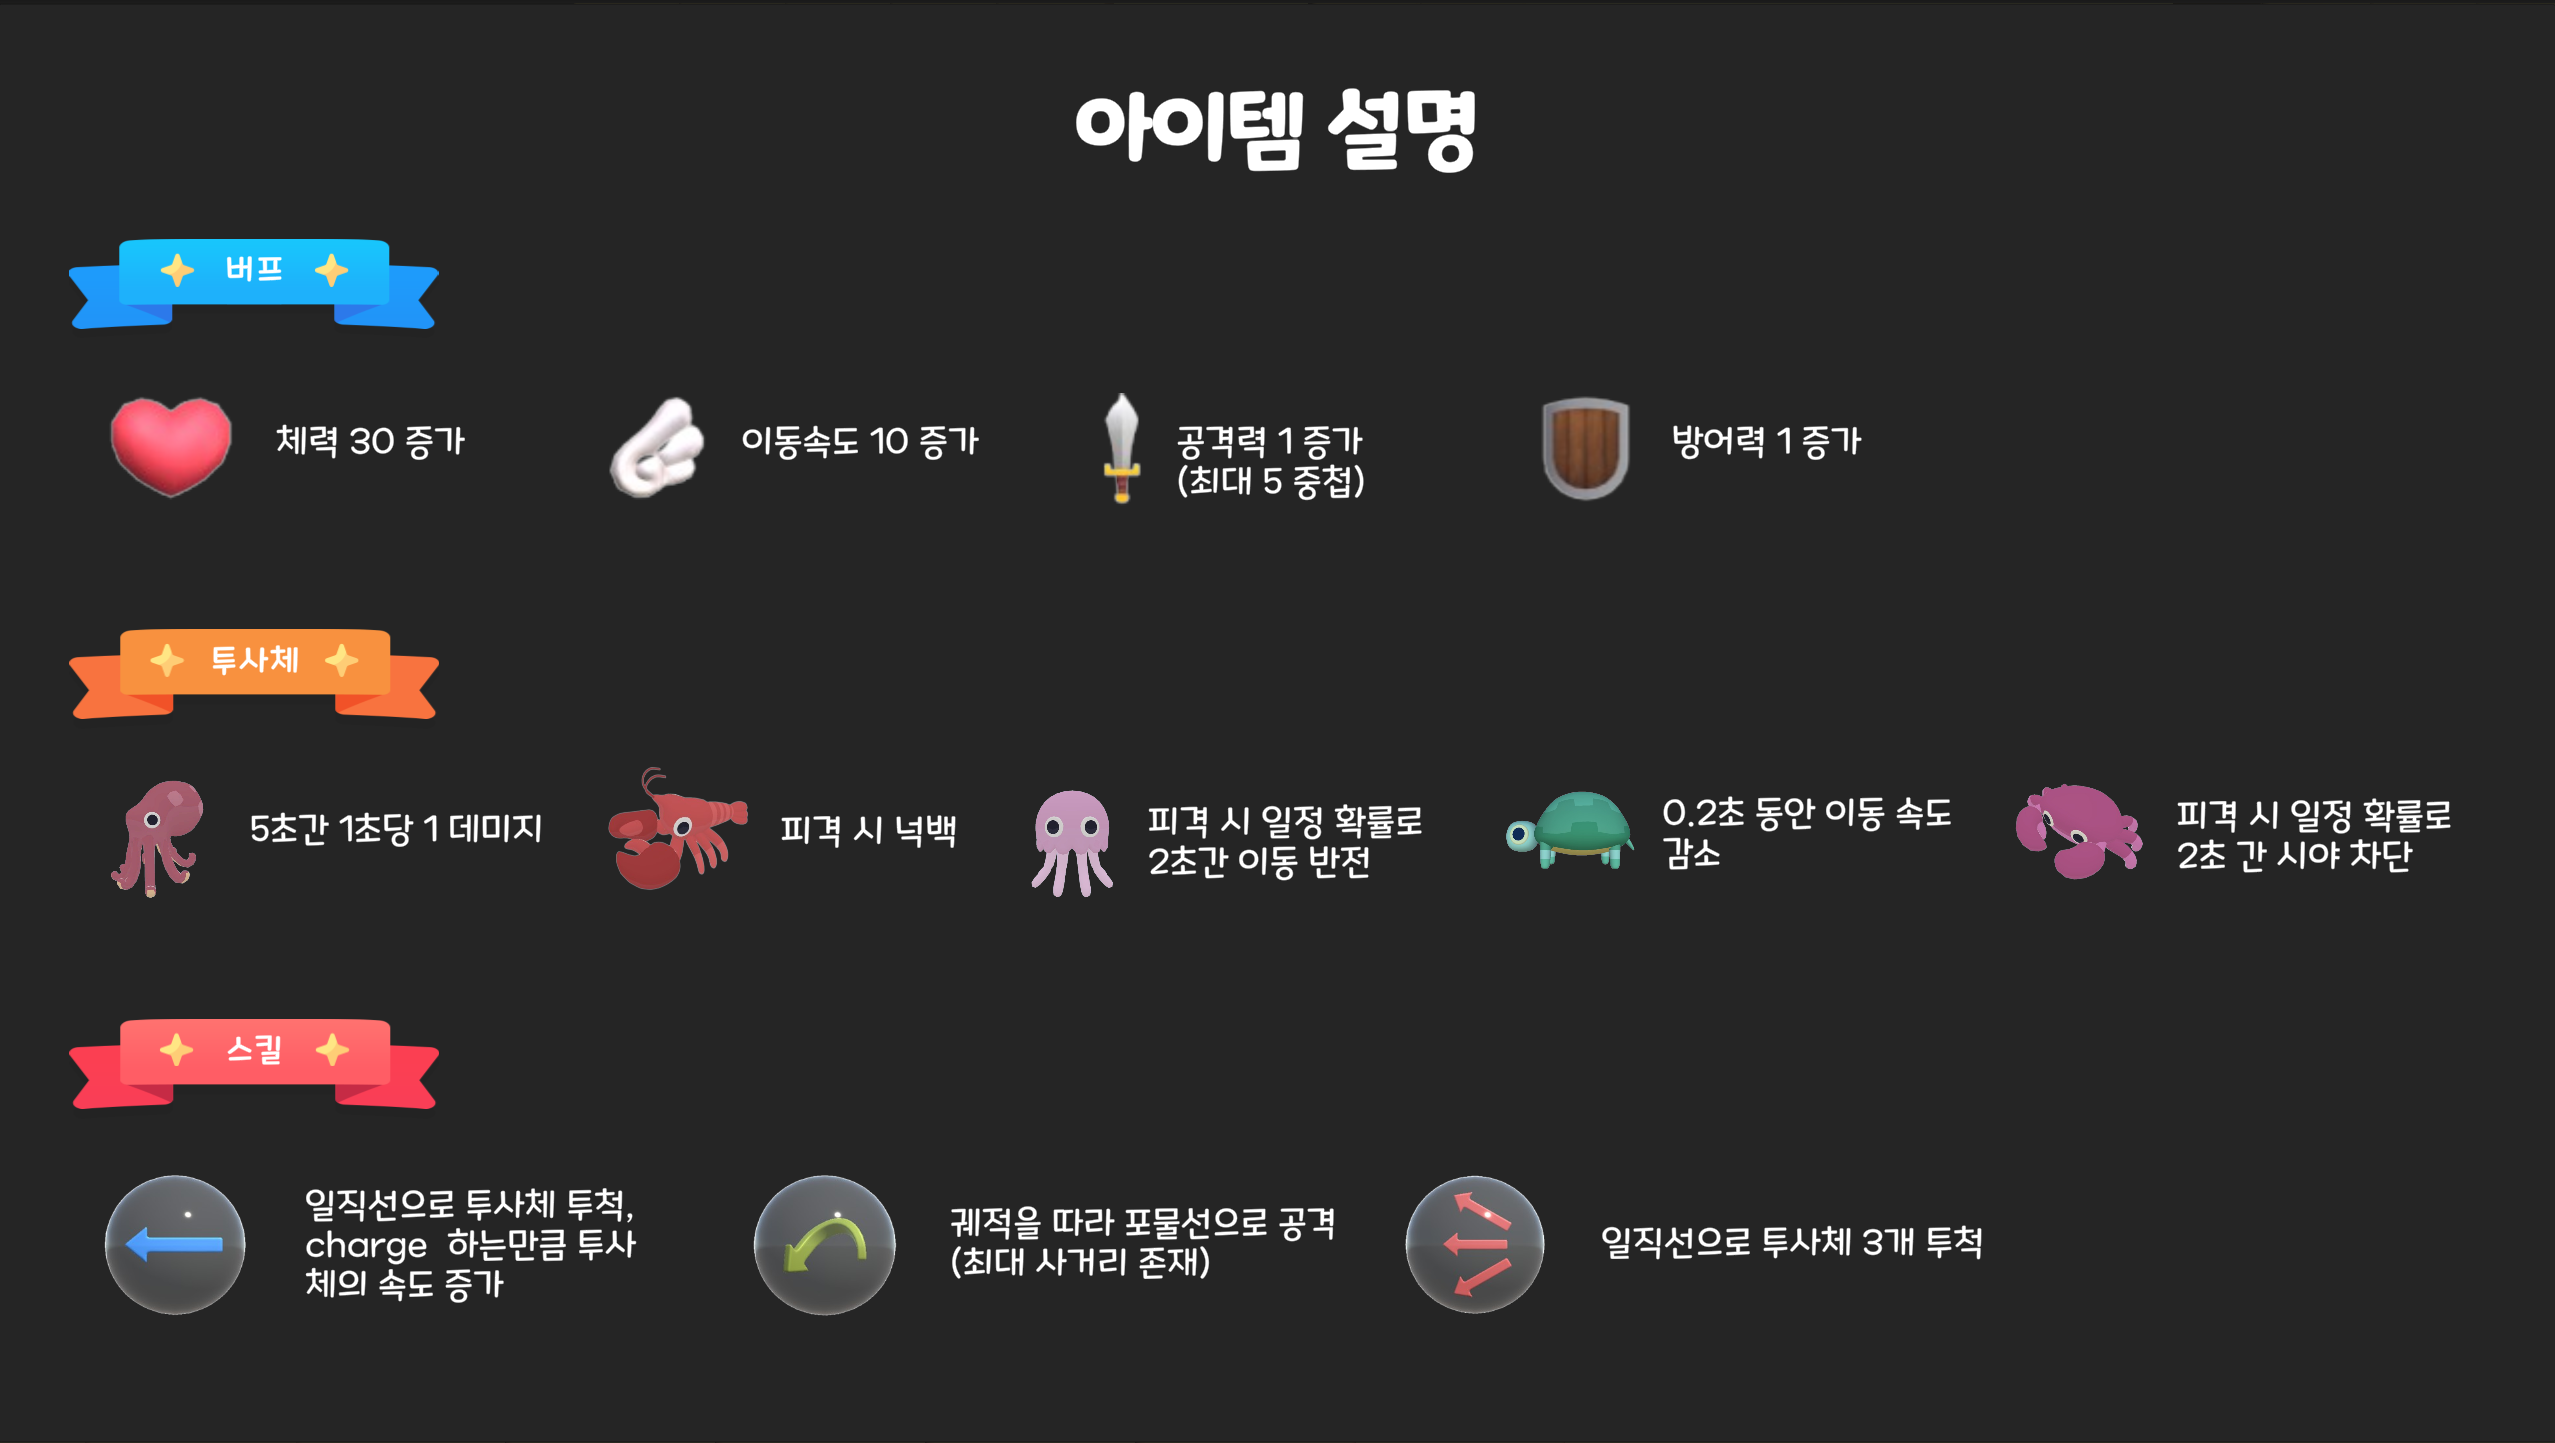 아이템 설명
버프
체력 30 증가
이동속도 10 증가
공격력 1 증가
(최대 5 중첩)
방어력 1 증가
투사체
5초간 1초당 1 데미지
피격 시 넉백
피격 시 일정 확률로
2초간 이동 반전
0.2초 동안 이동 속도
감소
피격 시 일정 확률로
2초 간 시야 차단
스킬
일직선으로 투사체 투척,
charge 하는만큼 투사
체의 속도 증가
궤적을 따라 포물선으로 공격
(최대 사거리 존재)
일직선으로 투사체 3개 투척